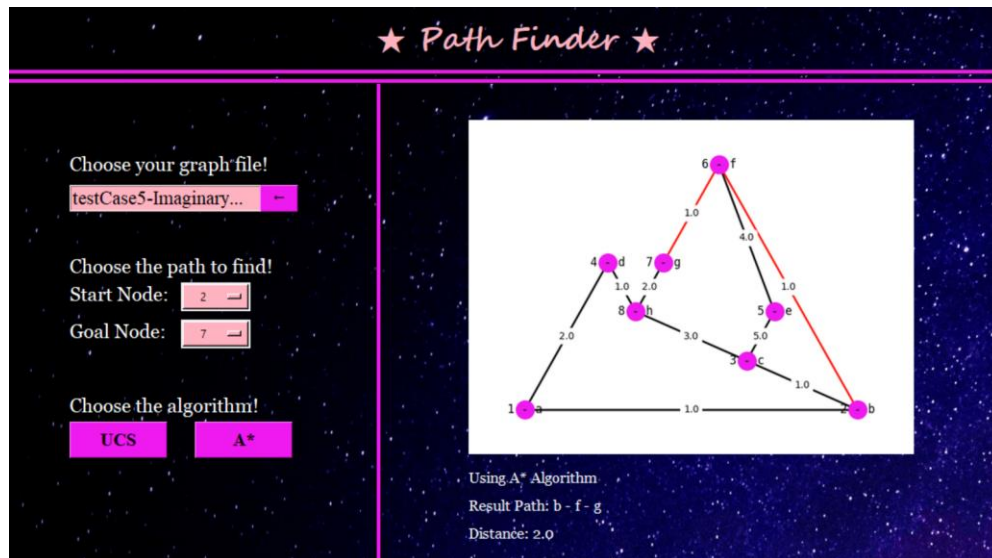 ★ Path Finder ★
Choose your graph file!
testCase5-Imaginary...
Choose the path to find!
Start Node: 2
Goal Node: 7
Choose the algorithm!
UCS A*
6 - f
1.0
4.0
4 - d 7 - g
1.0 2.0 1.0
8 - h 5 - e
2.0 3.0 5.0
3 - c
1.0
1 - a 1.0 2 - b
Using A* Algorithm
Result Path: b - f - g
Distance: 2.0